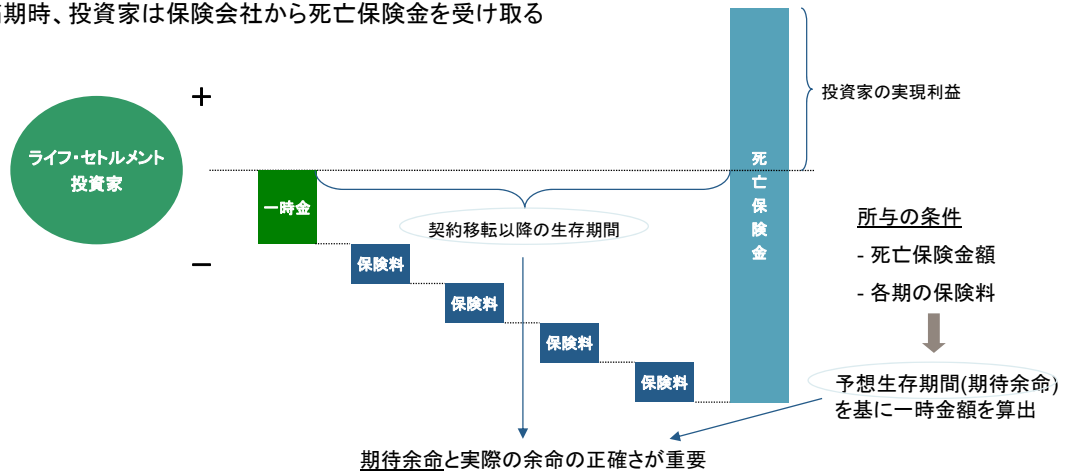 期時、投資家は保険会社から死亡保険金を受け取る
+
投資家の実現利益
ライフ・セトルメント
投資家
死亡保険金
一時金
契約移転以降の生存期間
所与の条件
- 死亡保険金額
- 各期の保険料
−
保険料
保険料
保険料
保険料
予想生存期間(期待余命)
を基に一時金額を算出
期待余命と実際の余命の正確さが重要